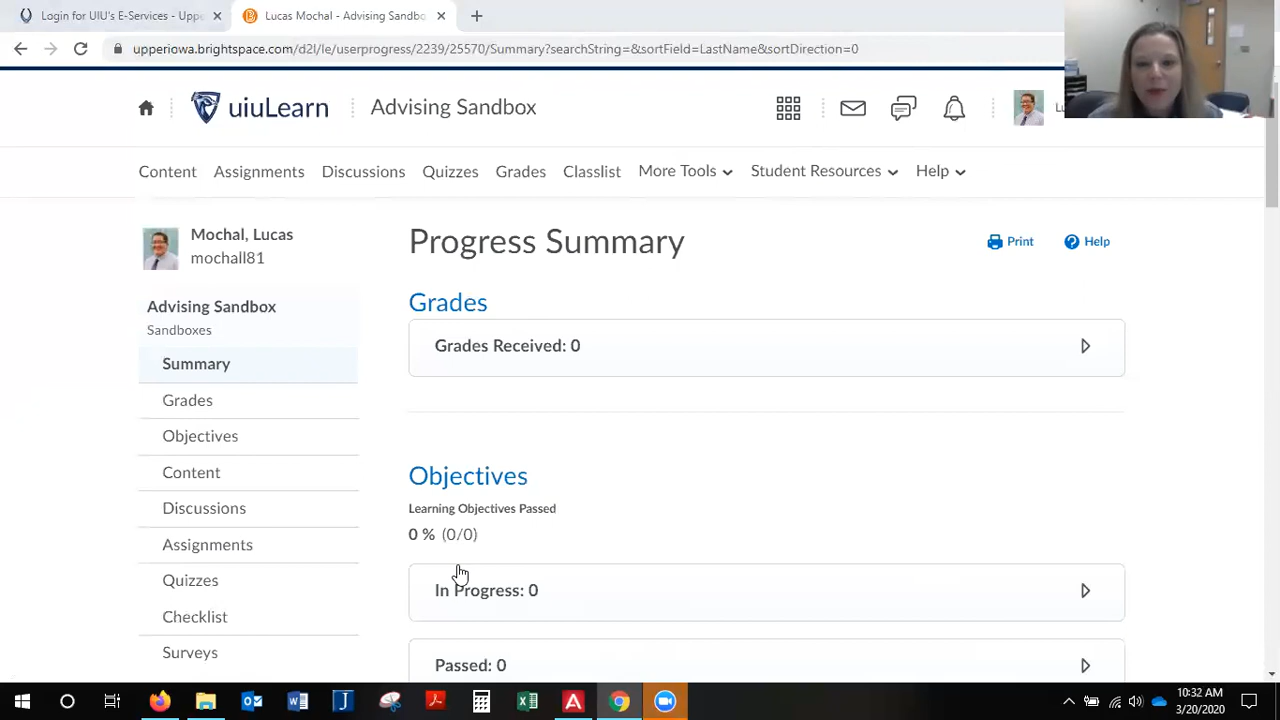 Login for UIU's E-Services - Uppe
Lucas Mochal - Advising Sandbo
upperiowa.brightspace.com/d2l/le/userprogress/2239/25570/Summary?searchString=&sortField=LastName&sortDirection=0
uiuLearn
Advising Sandbox
Content
Assignments
Discussions
Quizzes
Grades
Classlist
More Tools
Student Resources
Help
Mochal, Lucas
mochall81
Progress Summary
Print
Help
Advising Sandbox
Sandboxes
Summary
Grades
Objectives
Content
Discussions
Assignments
Quizzes
Checklist
Surveys
Grades
Grades Received: 0
Objectives
Learning Objectives Passed
0 % (0/0)
In Progress: 0
Passed: 0
10:32 AM
3/20/2020